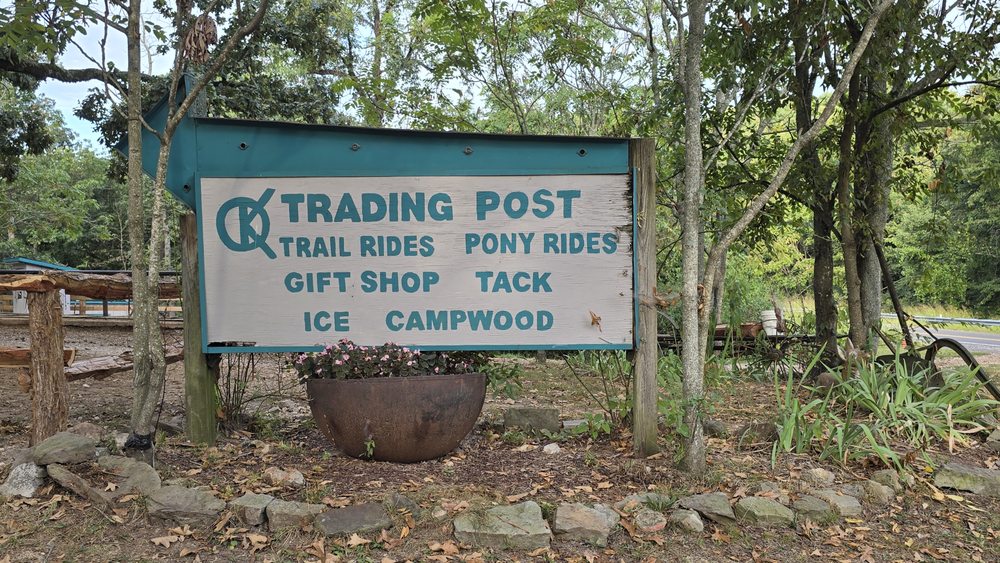 OK TRADING POST
TRAIL RIDES PONY RIDES
GIFT SHOP TACK
ICE CAMPWOOD